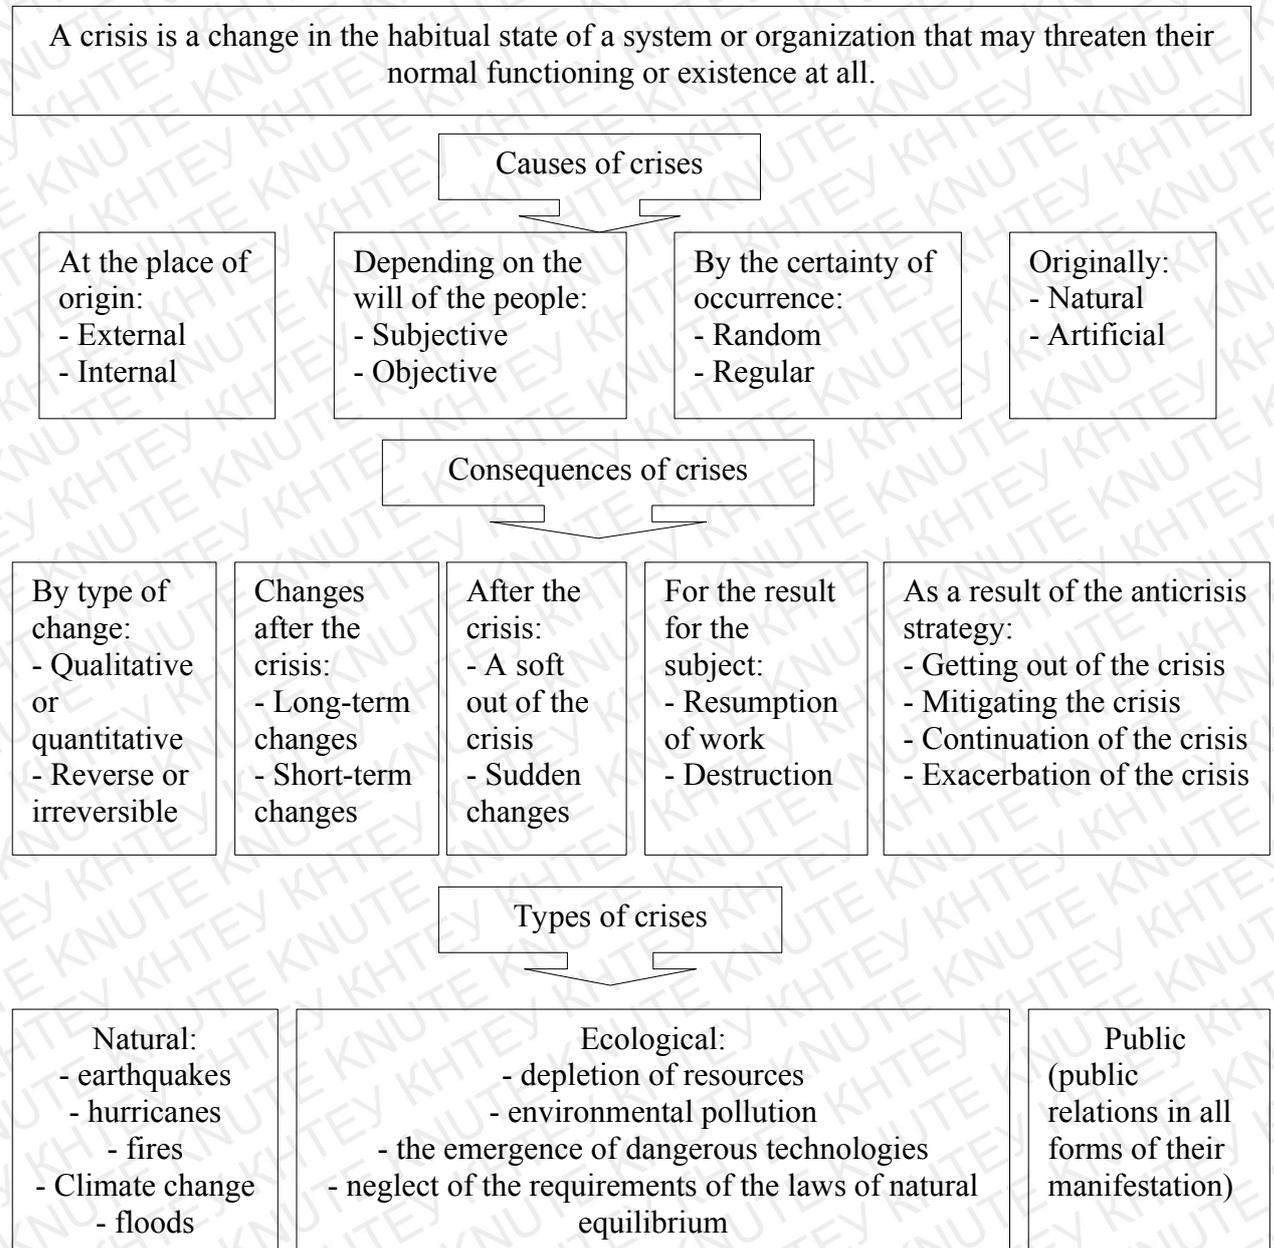 A crisis is a change in the habitual state of a system or organization that may threaten their
normal functioning or existence at all.
Causes of crises
At the place of
origin:
- External
- Internal
Depending on the
will of the people:
- Subjective
- Objective
By the certainty of
occurrence:
- Random
- Regular
Originally:
- Natural
- Artificial
Consequences of crises
By type of
change:
- Qualitative
or
quantitative
- Reverse or
irreversible
Changes
after the
crisis:
- Long-term
changes
- Short-term
changes
After the
crisis:
- A soft
out of the
crisis
- Sudden
changes
For the result
for the
subject:
- Resumption
of work
- Destruction
As a result of the anticrisis
strategy:
- Getting out of the crisis
- Mitigating the crisis
- Continuation of the crisis
- Exacerbation of the crisis
Types of crises
Natural:
- earthquakes
- hurricanes
- fires
- Climate change
- floods
Ecological:
- depletion of resources
- environmental pollution
- the emergence of dangerous technologies
- neglect of the requirements of the laws of natural
equilibrium
Public
(public
relations in all
forms of their
manifestation)